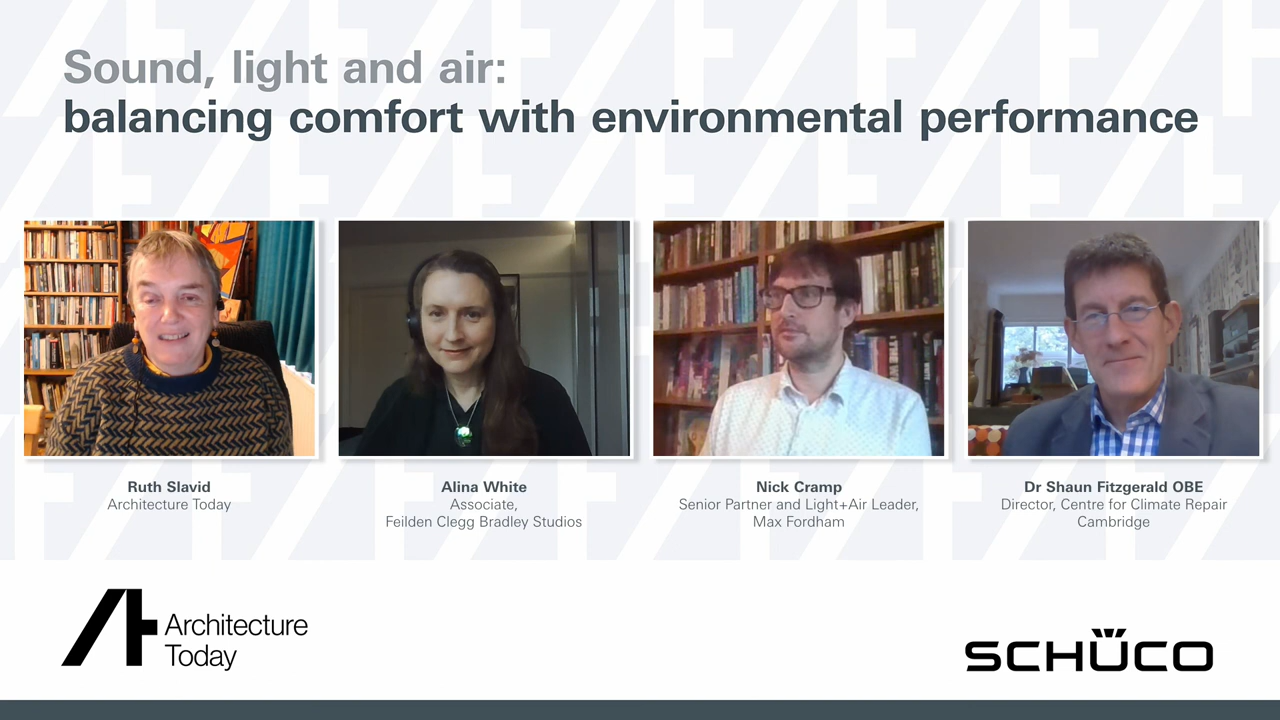 Sound, light and air:
balancing comfort with environmental performance
Ruth Slavid
Architecture Today
Alina White
Associate,
Feilden Clegg Bradley Studios
Nick Cramp
Senior Partner and Light+Air Leader,
Max Fordham
Dr Shaun Fitzgerald OBE
Director, Centre for Climate Repair
Cambridge
Architecture
Today
SCHÜCO